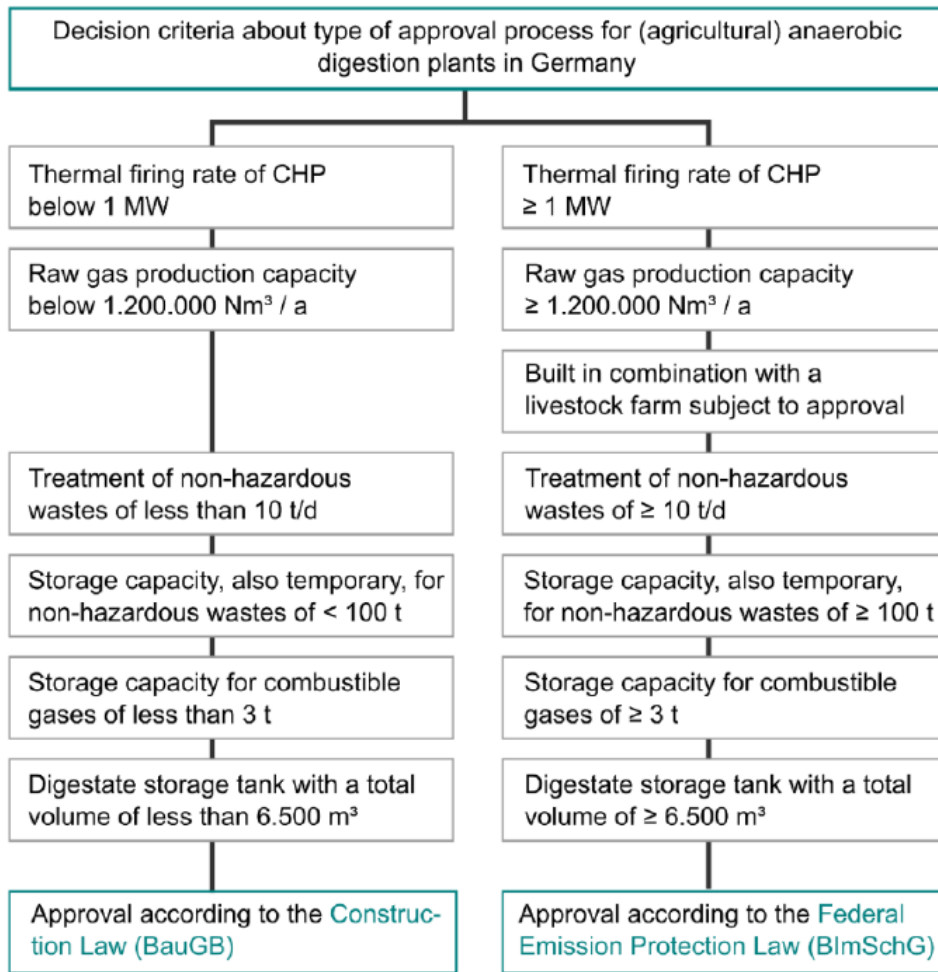 Decision criteria about type of approval process for (agricultural) anaerobic
digestion plants in Germany
Thermal firing rate of CHP
below 1 MW
Raw gas production capacity
below 1.200.000 Nm³ / a
Treatment of non-hazardous
wastes of less than 10 t/d
Storage capacity, also temporary, for
non-hazardous wastes of < 100 t
Storage capacity for combustible
gases of less than 3 t
Digestate storage tank with a total
volume of less than 6.500 m³
Approval according to the Construc-
tion Law (BauGB)
Thermal firing rate of CHP
≥ 1 MW
Raw gas production capacity
≥ 1.200.000 Nm³ / a
Built in combination with a
livestock farm subject to approval
Treatment of non-hazardous
wastes of ≥ 10 t/d
Storage capacity, also temporary,
for non-hazardous wastes of ≥ 100 t
Storage capacity for combustible
gases of ≥ 3 t
Digestate storage tank with a total
volume of ≥ 6.500 m³
Approval according to the Federal
Emission Protection Law (BImSchG)